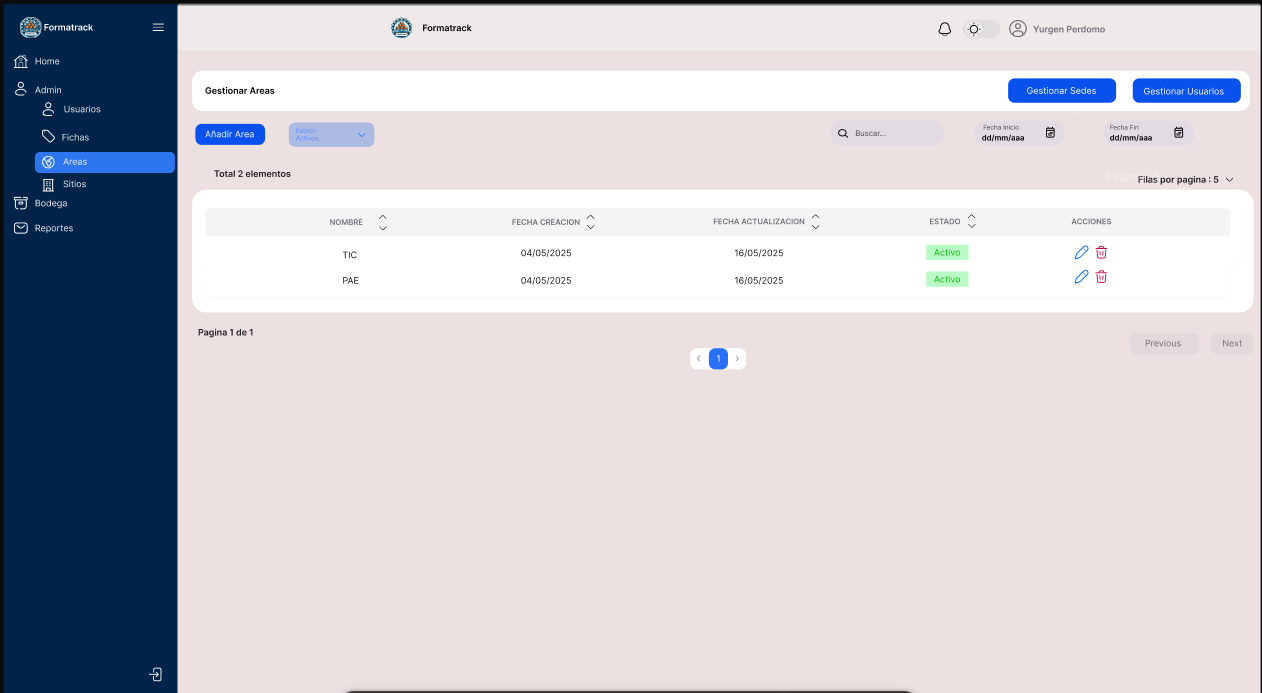 Formatrack
Formatrack
Yurgen Perdomo
Home
Admin
Usuarios
Fichas
Areas
Sitios
Bodega
Reportes
Gestionar Areas
Gestionar Sedes
Gestionar Usuarios
Añadir Area
Estado
Activos
Buscar...
Fecha Inicio
dd/mm/aaa
Fecha Fin
dd/mm/aaa
Total 2 elementos
Filas por pagina : 5
NOMBRE FECHA CREACION FECHA ACTUALIZACION ESTADO ACCIONES
TIC 04/05/2025 16/05/2025 Activo
PAE 04/05/2025 16/05/2025 Activo
Pagina 1 de 1
1
Previous
Next